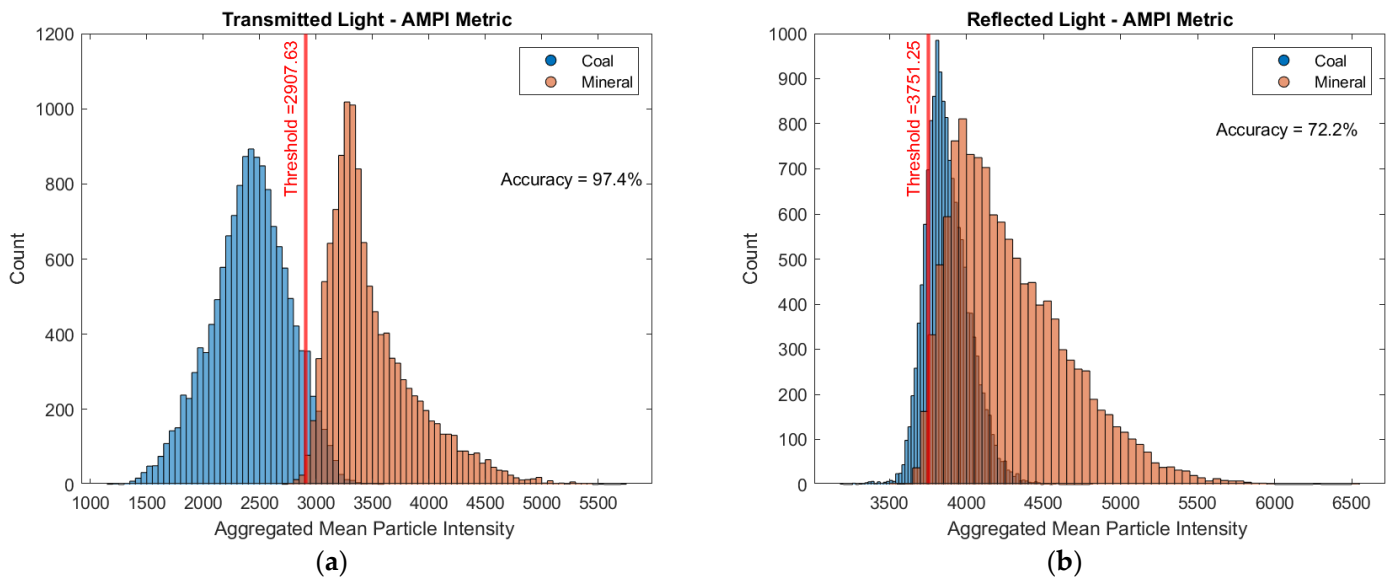 Transmitted Light - AMPI Metric
1200
1000
800
600
400
200
0
Count
Threshold =2907.63
Coal
Mineral
Accuracy = 97.4%
1000 1500 2000 2500 3000 3500 4000 4500 5000 5500
Aggregated Mean Particle Intensity
(a)
Reflected Light - AMPI Metric
1000
900
800
700
600
500
400
300
200
100
0
Count
Threshold =3751.25
Coal
Mineral
Accuracy = 72.2%
3500 4000 4500 5000 5500 6000 6500
Aggregated Mean Particle Intensity
(b)